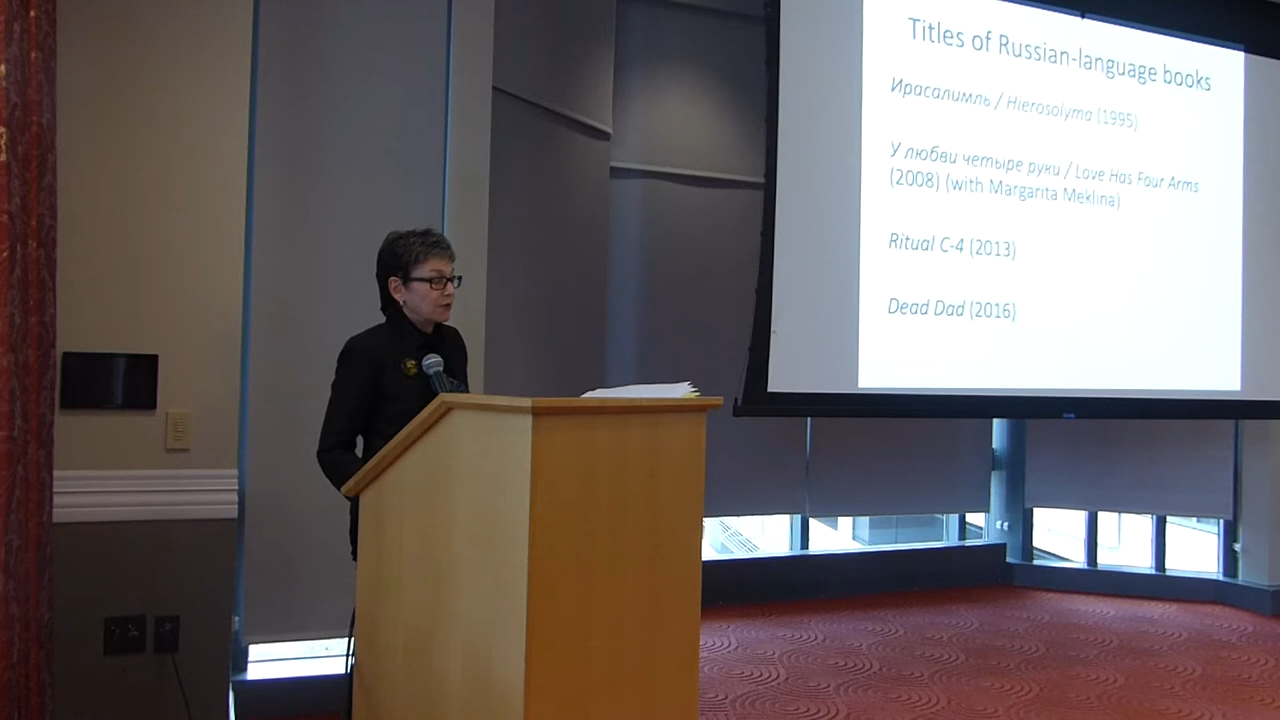 Titles of Russian-language books
Ирасалимль / Hierosolyma (1995)
У любви четыре руки / Love Has Four Arms
(2008) (with Margarita Meklina)
Ritual C-4 (2013)
Dead Dad (2016)